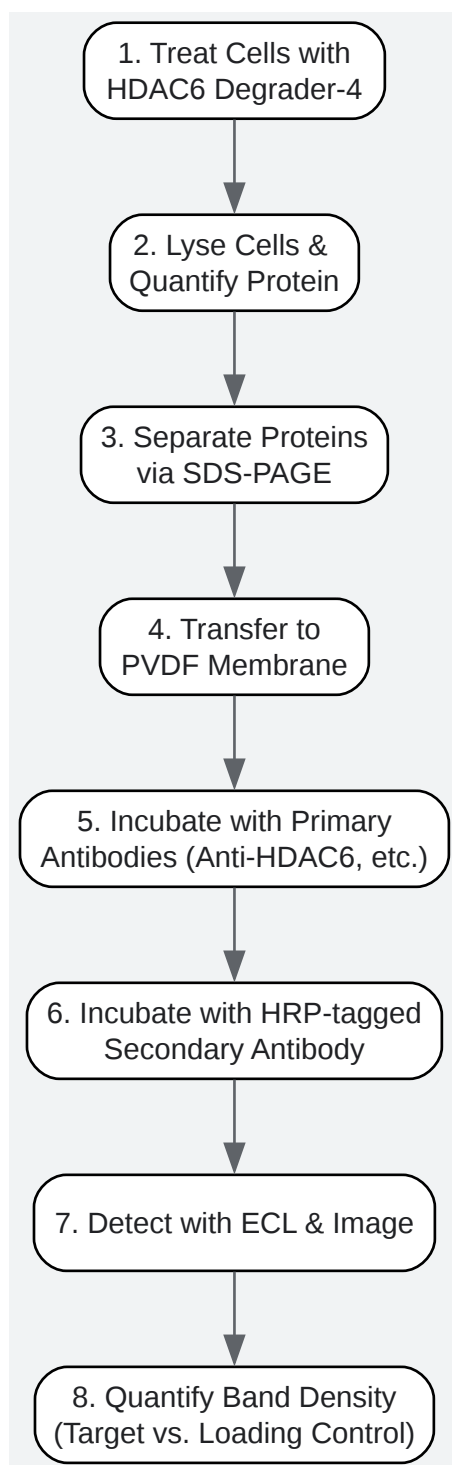 1. Treat Cells with
HDAC6 Degrader-4
2. Lyse Cells &
Quantify Protein
3. Separate Proteins
via SDS-PAGE
4. Transfer to
PVDF Membrane
5. Incubate with Primary
Antibodies (Anti-HDAC6, etc.)
6. Incubate with HRP-tagged
Secondary Antibody
7. Detect with ECL & Image
8. Quantify Band Density
(Target vs. Loading Control)